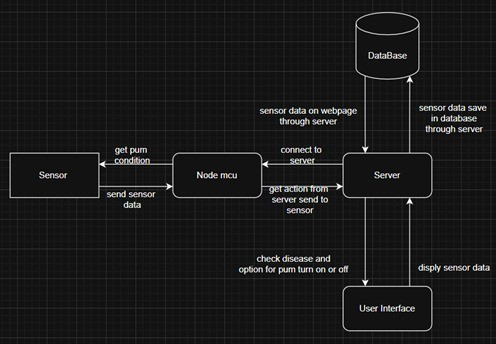 DataBase
sensor data on webpage
through server
sensor data save
in database
through server
get pum
condition
connect to
server
Sensor
Node mcu
Server
send sensor
data
get action from
server send to
sensor
check disease and
option for pum turn on or off
disply sensor data
User Interface